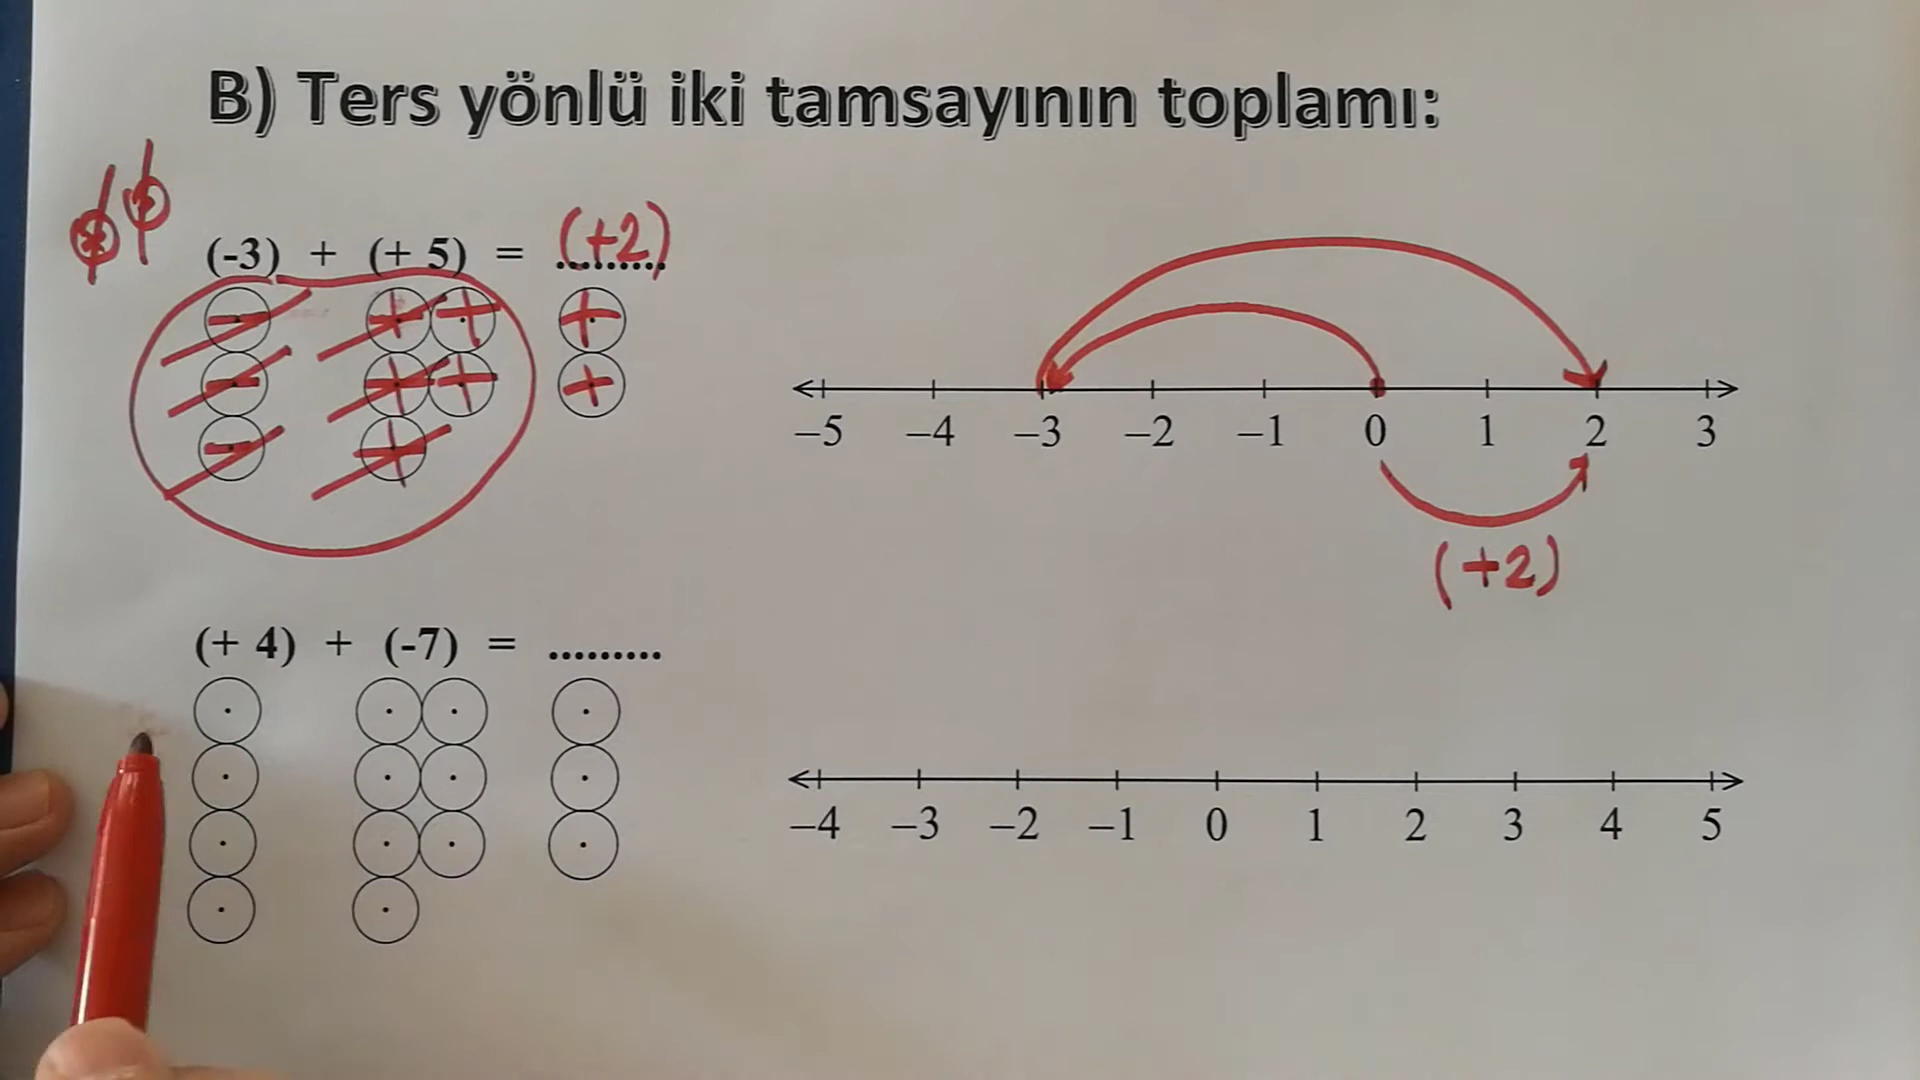 B) Ters yönlü iki tamsayının toplamı:
(-3) + (+ 5) = (+2)
–5 –4 –3 –2 –1 0 1 2 3
(+2)
(+ 4) + (-7) = .........
–4 –3 –2 –1 0 1 2 3 4 5